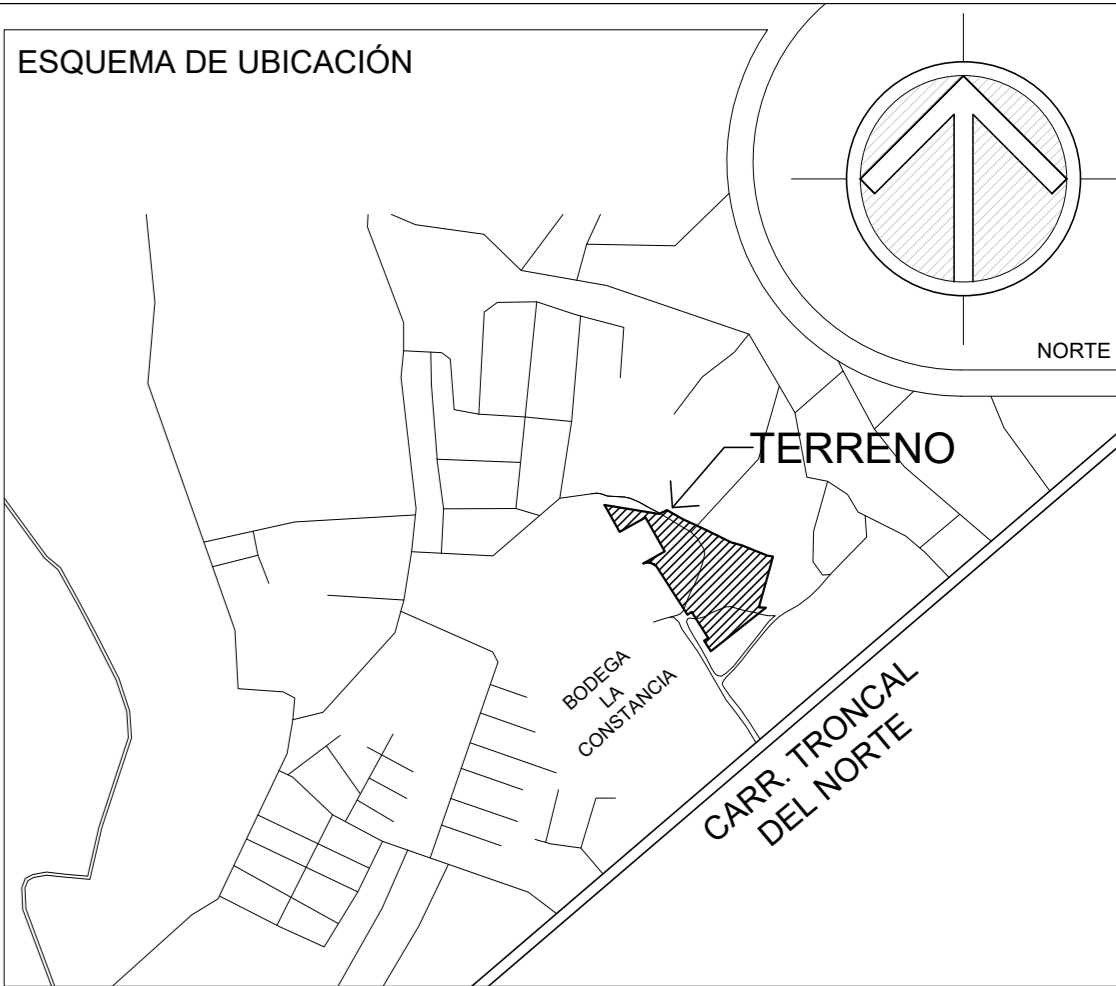 ESQUEMA DE UBICACIÓN
NORTE
TERRENO
BODEGA
LA
CONSTANCIA
CARR. TRONCAL
DEL NORTE